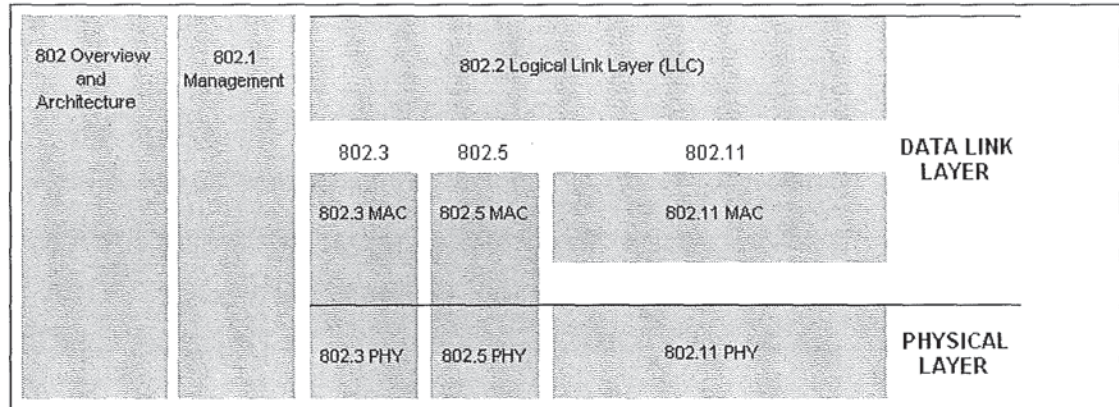 802 Overview
and
Architecture
802.1
Management
802.2 Logical Link Layer (LLC)
802.3
802.5
802.11
DATA LINK
LAYER
802.3 MAC
802.5 MAC
802.11 MAC
802.3 PHY
802.5 PHY
802.11 PHY
PHYSICAL
LAYER